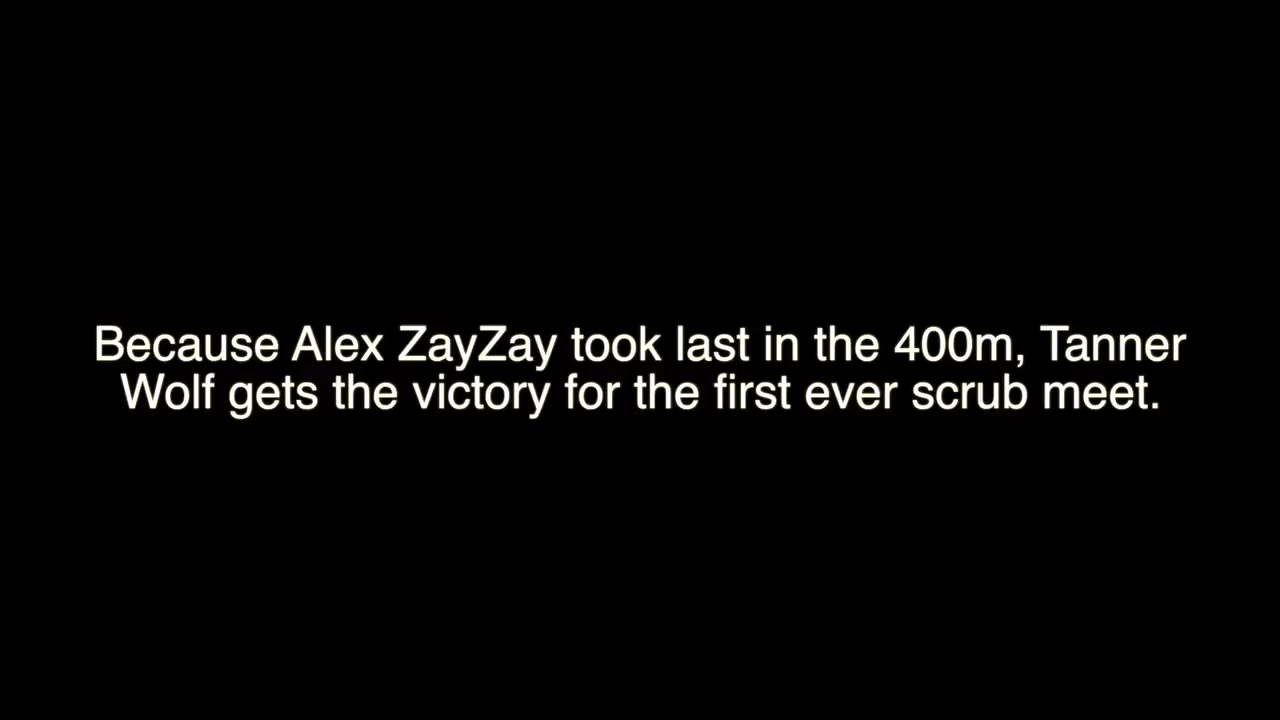 Because Alex ZayZay took last in the 400m, Tanner
Wolf gets the victory for the first ever scrub meet.